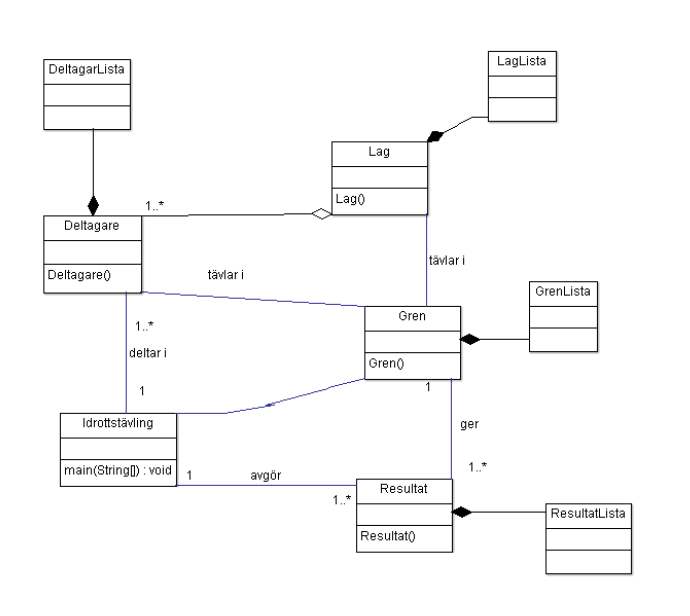 DeltagarLista
LagLista
Lag
Lag()
1..*
Deltagare
Deltagare()
tävlar i
tävlar i
GrenLista
Gren
Gren()
1..*
deltar i
1
1
Idrottstävling
main(String[]) : void
ger
1
avgör
1..*
1..*
Resultat
Resultat()
ResultatLista